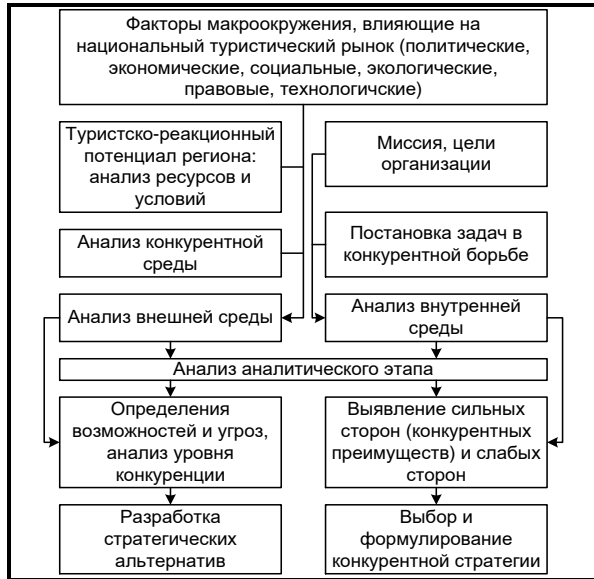 Факторы макроокружения, влияющие на
национальный туристический рынок (политические,
экономические, социальные, экологические,
правовые, технологичские)
Туристско-реакционный
потенциал региона:
анализ ресурсов и
условий
Миссия, цели
организации
Анализ конкурентной
среды
Постановка задач в
конкурентной борьбе
Анализ внешней среды
Анализ внутренней
среды
Анализ аналитического этапа
Определения
возможностей и угроз,
анализ уровня
конкуренции
Выявление сильных
сторон (конкурентных
преимуществ) и слабых
сторон
Разработка
стратегических
альтернатив
Выбор и
формулирование
конкурентной стратегии